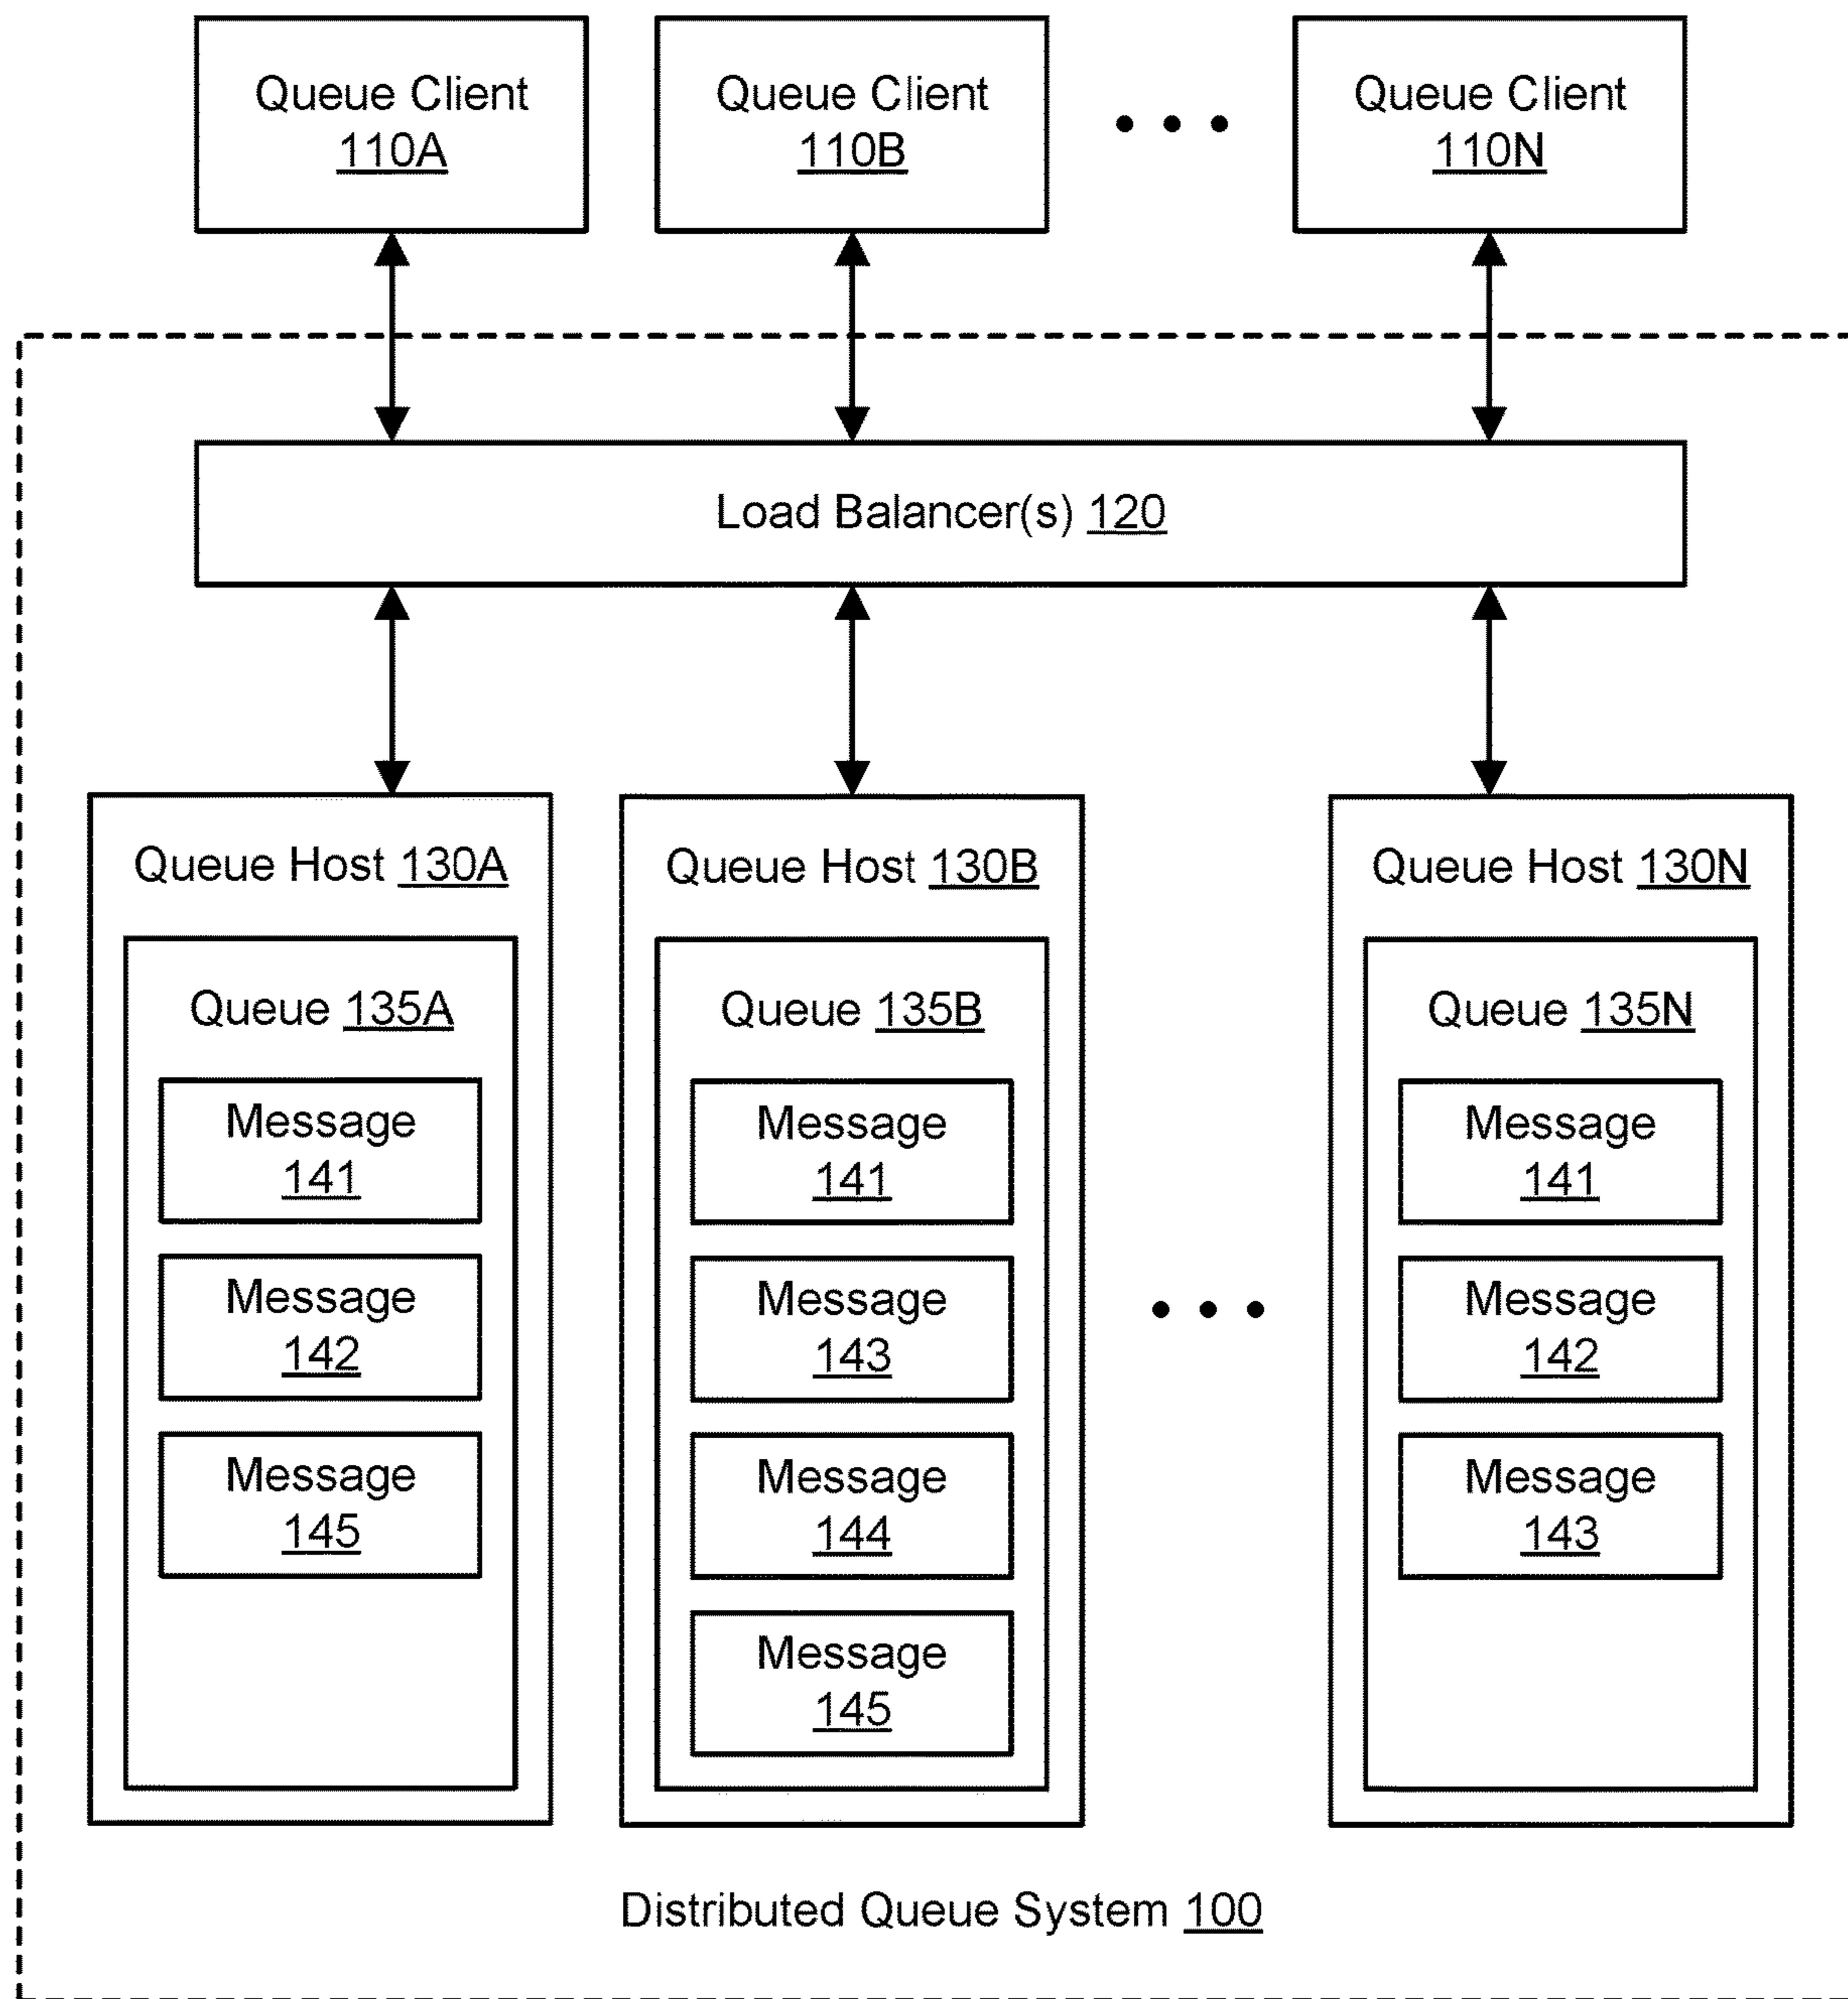 Queue Client
110A
Queue Client
110B
Queue Client
110N
Load Balancer(s) 120
Queue Host 130A
Queue 135A
Message
141
Message
142
Message
145
Queue Host 130B
Queue 135B
Message
141
Message
143
Message
144
Message
145
Queue Host 130N
Queue 135N
Message
141
Message
142
Message
143
Distributed Queue System 100